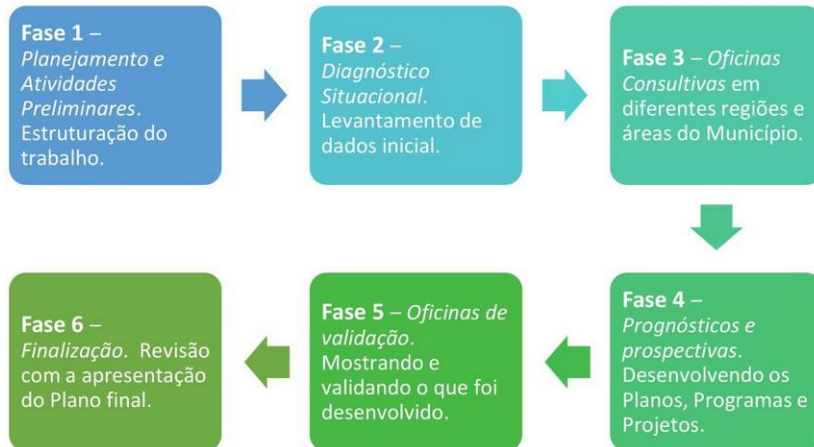 Fase 1 –
Planejamento e
Atividades
Preliminares.
Estruturação do
trabalho.
Fase 2 –
Diagnóstico
Situacional.
Levantamento de
dados inicial.
Fase 3 – Oficinas
Consultivas em
diferentes regiões e
áreas do Município.
Fase 4 –
Prognósticos e
prospectivas.
Desenvolvendo os
Planos, Programas e
Projetos.
Fase 5 – Oficinas de
validação.
Mostrando e
validando o que foi
desenvolvido.
Fase 6 –
Finalização. Revisão
com a apresentação
do Plano final.